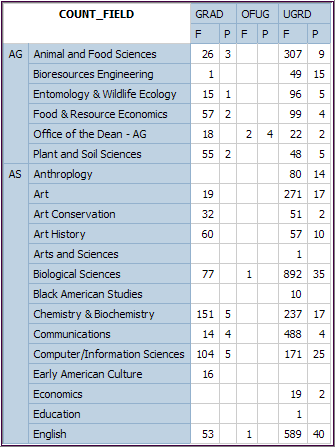 COUNT_FIELD GRAD OFUG UGRD
F P F P F P
AG Animal and Food Sciences 26 3 307 9
Bioresources Engineering 1 49 15
Entomology & Wildlife Ecology 15 1 96 5
Food & Resource Economics 57 2 99 4
Office of the Dean - AG 18 2 4 22 2
Plant and Soil Sciences 55 2 48 5
AS Anthroplogy 80 14
Art 19 271 17
Art Conservation 32 51 2
Art History 60 57 10
Arts and Sciences 1
Biological Sciences 77 1 892 35
Black American Studies 10
Chemistry & Biochemistry 151 5 237 17
Communications 14 4 488 4
Computer/Information Sciences 104 5 171 25
Early American Culture 16
Economics 19 2
Education 1
English 53 1 589 40